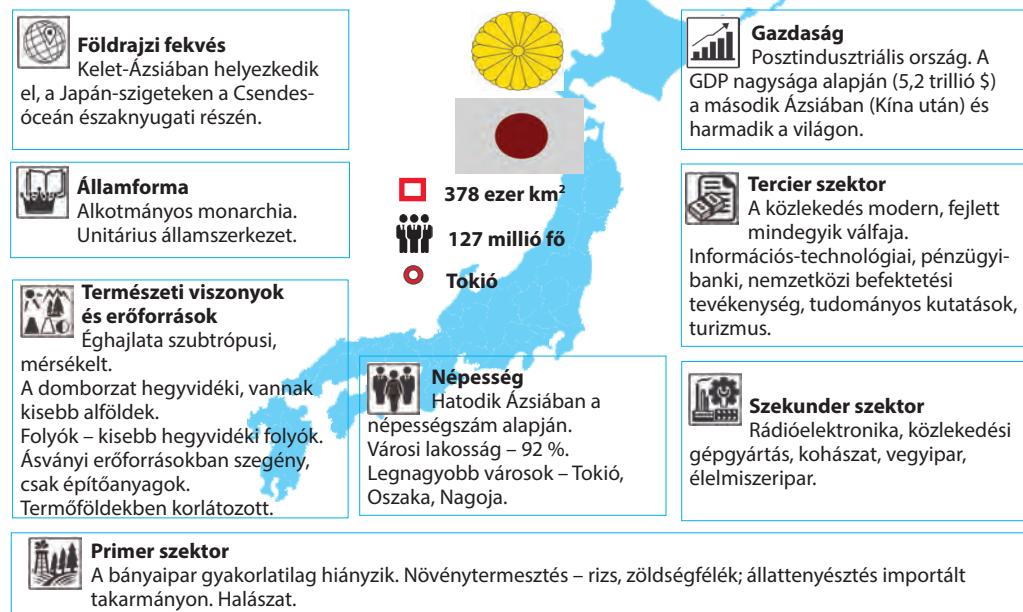 Földrajzi fekvés
Kelet-Ázsiában helyezkedik
el, a Japán-szigeteken a Csendes-
óceán északnyugati részén.
Államforma
Alkotmányos monarchia.
Unitárius államszerkezet.
Természeti viszonyok
és erőforrások
Éghajlata szubtrópusi,
mérsékelt.
A domborzat hegyvidéki, vannak
kisebb alföldek.
Folyók – kisebb hegyvidéki folyók.
Ásványi erőforrásokban szegény,
csak építőanyagok.
Termőföldekben korlátozott.
378 ezer km²
127 millió fő
Tokió
Népesség
Hatodik Ázsiában a
népességszám alapján.
Városi lakosság – 92 %.
Legnagyobb városok – Tokió,
Oszaka, Nagoja.
Gazdaság
Posztindusztriális ország. A
GDP nagysága alapján (5,2 trillió $)
a második Ázsiában (Kína után) és
harmadik a világon.
Tercier szektor
A közlekedés modern, fejlett
mindegyik válfaja.
Információs-technológiai, pénzügyi-
banki, nemzetközi befektetési
tevékenység, tudományos kutatások,
turizmus.
Szekunder szektor
Rádióelektronika, közlekedési
gépgyártás, kohászat, vegyipar,
élelmiszeripar.
Primer szektor
A bányaipar gyakorlatilag hiányzik. Növénytermesztés – rizs, zöldségfélék; állattenyésztés importált
takarmányon. Halászat.